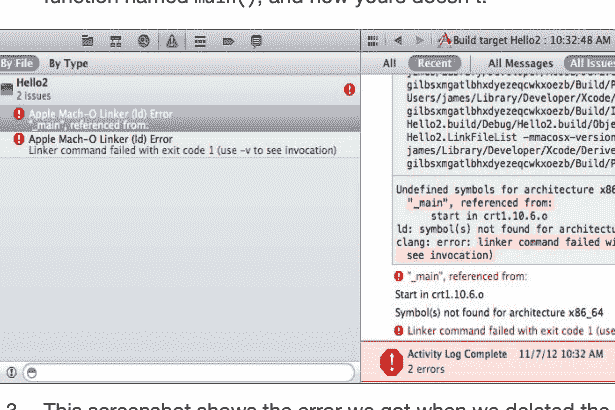 function named main(), and now yours doesn't.
Build target Hello2 : 10:32:48 AM
By File By Type
All Recent All Messages All Issues
Hello2
2 issues
Apple Mach-O Linker (ld) Error
"_main", referenced from:
Apple Mach-O Linker (ld) Error
Linker command failed with exit code 1 (use -v to see invocation)
gilbsxmgatlbhxdyezeqcwkxoezb/Build/P
Users/james/Library/Developer/Xcode/
gilbsxmgatlbhxdyezeqcwkxoezb/Build/I
Hello2.build/Debug/Hello2.build/Obje
Hello2.LinkFileList -mmacosx-version
james/Library/Developer/Xcode/Derive
gilbsxmgatlbhxdyezeqcwkxoezb/Build/P
Undefined symbols for architecture x86
"_main", referenced from:
start in crt1.10.6.o
ld: symbol(s) not found for architectu
clang: error: linker command failed wi
see invocation)
"_main", referenced from:
Start in crt1.10.6.o
Symbol(s) not found for architecture x86_64
Linker command failed with exit code 1 (use
Activity Log Complete 11/7/12 10:32 AM
2 errors
3. This screenshot shows the error we got when we deleted the